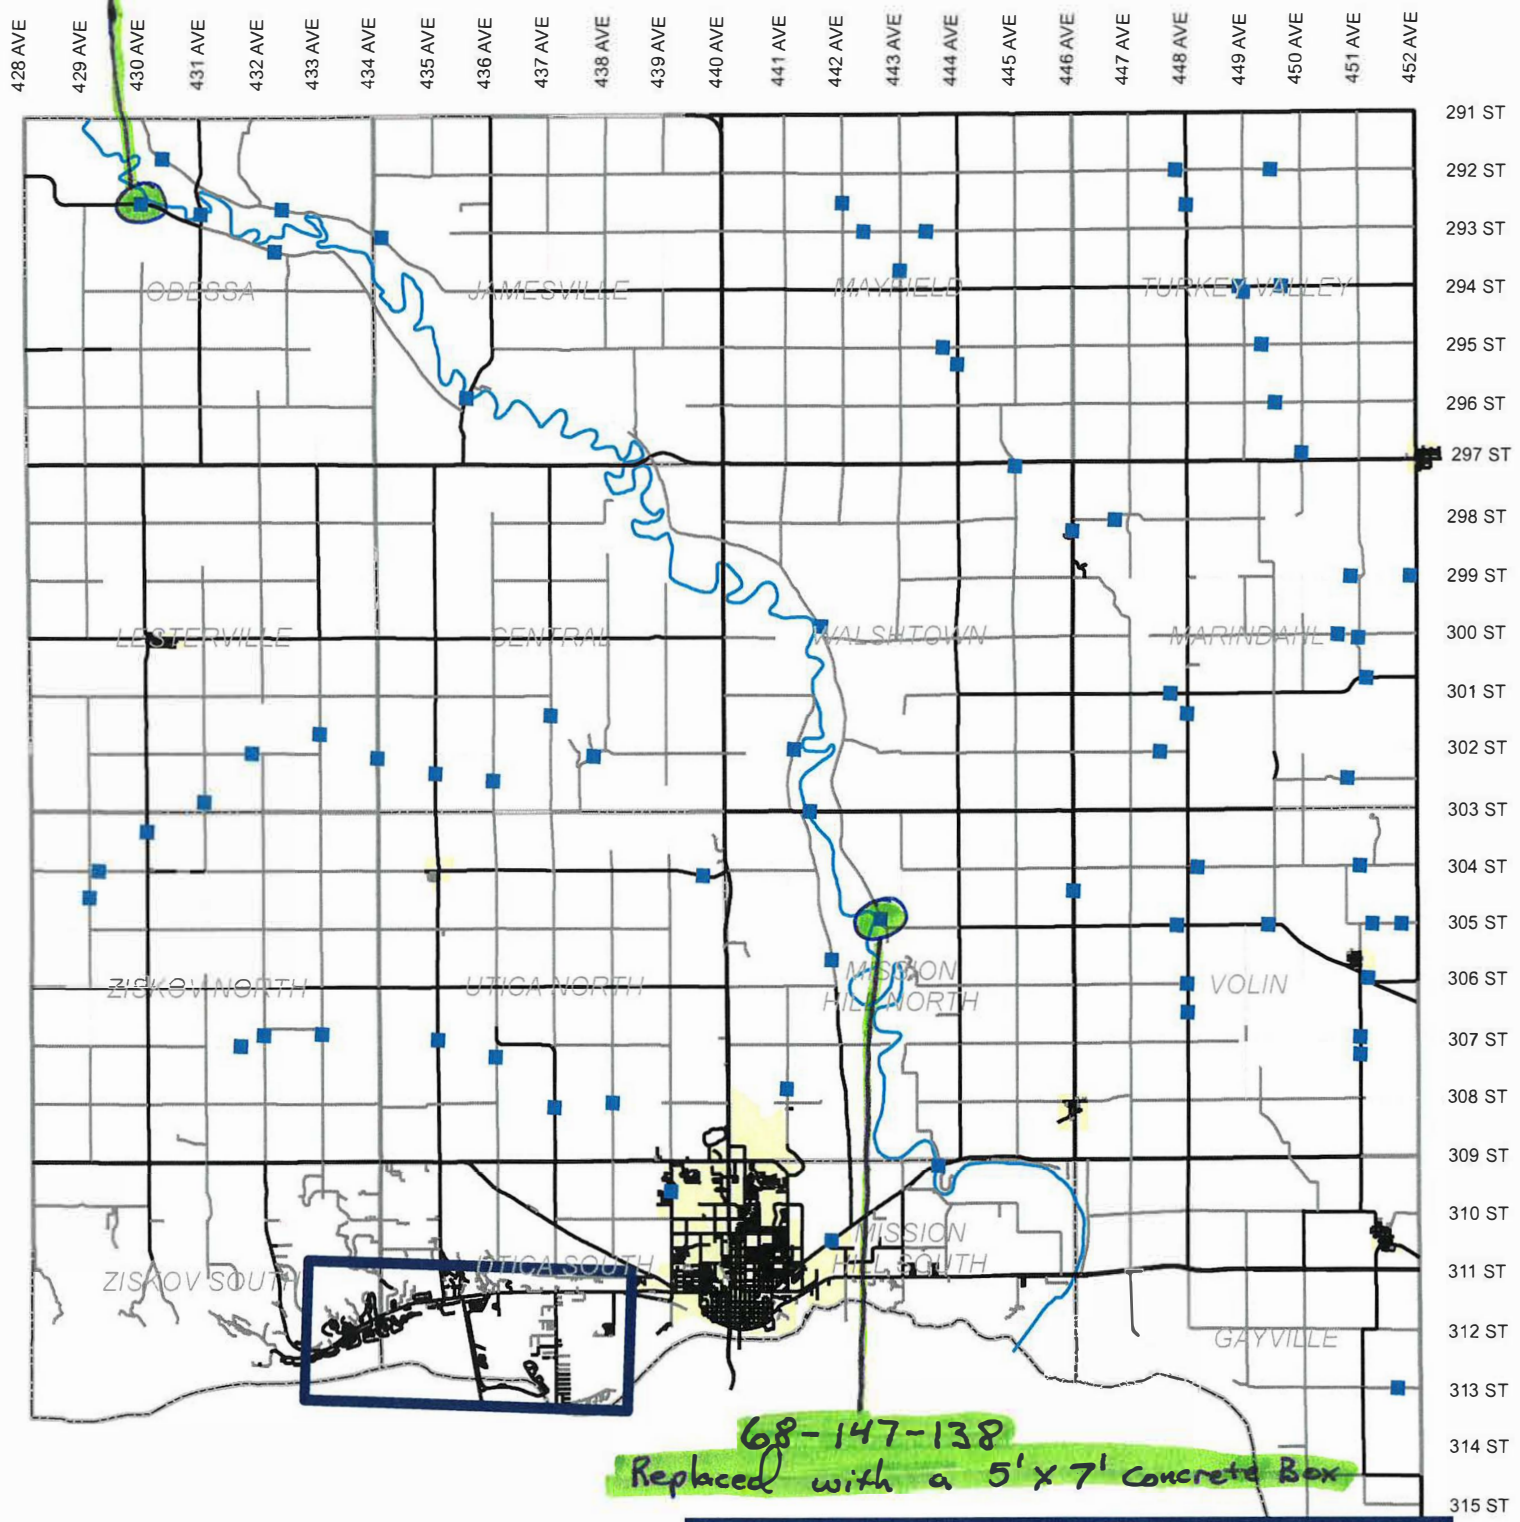 428 AVE
429 AVE
430 AVE
431 AVE
432 AVE
433 AVE
434 AVE
435 AVE
436 AVE
437 AVE
438 AVE
439 AVE
440 AVE
441 AVE
442 AVE
443 AVE
444 AVE
445 AVE
446 AVE
447 AVE
448 AVE
449 AVE
450 AVE
451 AVE
452 AVE
291 ST
292 ST
293 ST
ODESSA
JAMESVILLE
MAYFIELD
TURKEY VALLEY
294 ST
295 ST
296 ST
297 ST
298 ST
299 ST
LESTERVILLE
CENTRAL
WALSHTOWN
MARINDAHL
300 ST
301 ST
302 ST
303 ST
304 ST
305 ST
ZISKOV NORTH
UTICA NORTH
MISSION
HILL NORTH
VOLIN
306 ST
307 ST
308 ST
309 ST
310 ST
ZISKOV SOUTH
UTICA SOUTH
MISSION
HILL SOUTH
311 ST
GAYVILLE
312 ST
313 ST
68-147-138
Replaced with a 5' x 7' Concrete Box
314 ST
315 ST